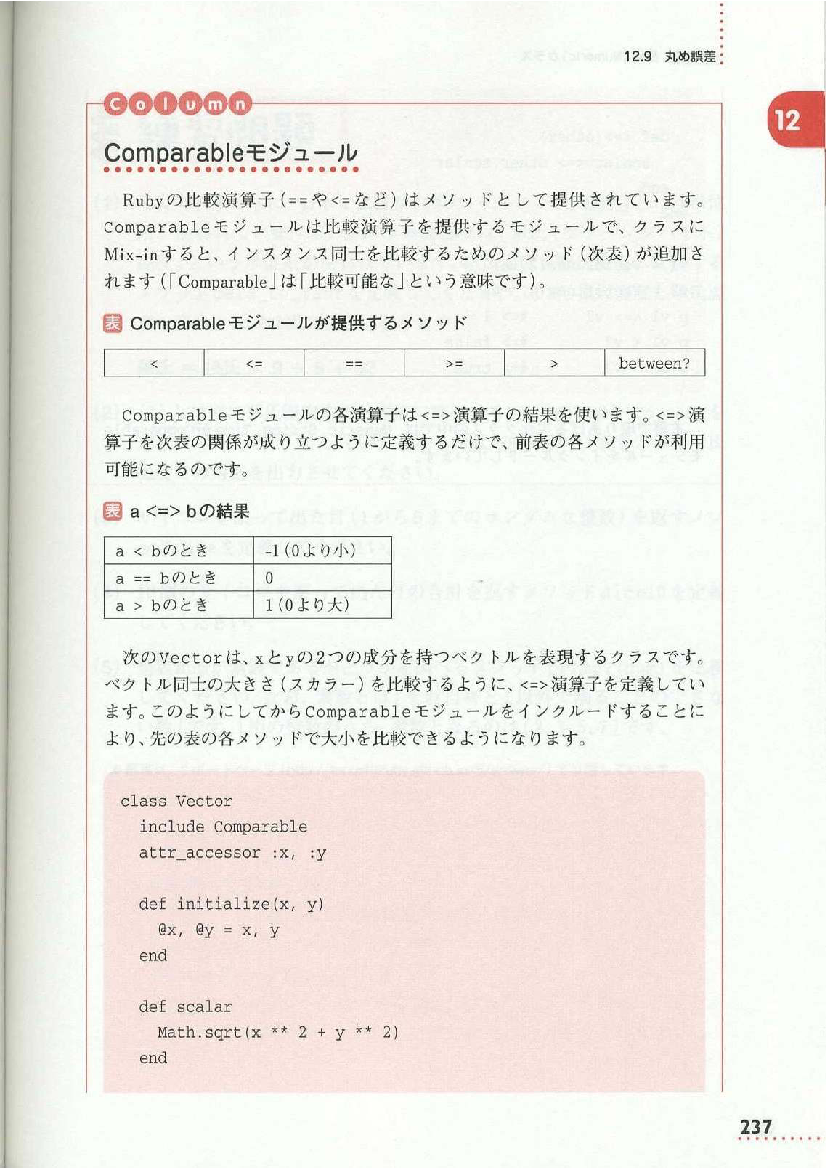 12.9 丸め誤差
12
Column
Comparableモジュール
Rubyの比較演算子(==や<=など)はメソッドとして提供されています。
Comparableモジュールは比較演算子を提供するモジュールで、クラスに
Mix-inすると、インスタンス同士を比較するためのメソッド(次表)が追加さ
れます(「Comparable」は「比較可能な」という意味です)。
表 Comparableモジュールが提供するメソッド
< <= == >= > between?
Comparableモジュールの各演算子は<=>演算子の結果を使います。<=>演
算子を次表の関係が成り立つように定義するだけで、前表の各メソッドが利用
可能になるのです。
表 a <=> bの結果
a < bのとき -1(0より小)
a == bのとき 0
a > bのとき 1(0より大)
次のVectorは、xとyの2つの成分を持つベクトルを表現するクラスです。
ベクトル同士の大きさ(スカラー)を比較するように、<=>演算子を定義してい
ます。このようにしてからComparableモジュールをインクルードすることに
より、先の表の各メソッドで大小を比較できるようになります。
class Vector
  include Comparable
  attr_accessor :x, :y

  def initialize(x, y)
    @x, @y = x, y
  end

  def scalar
    Math.sqrt(x ** 2 + y ** 2)
  end
237